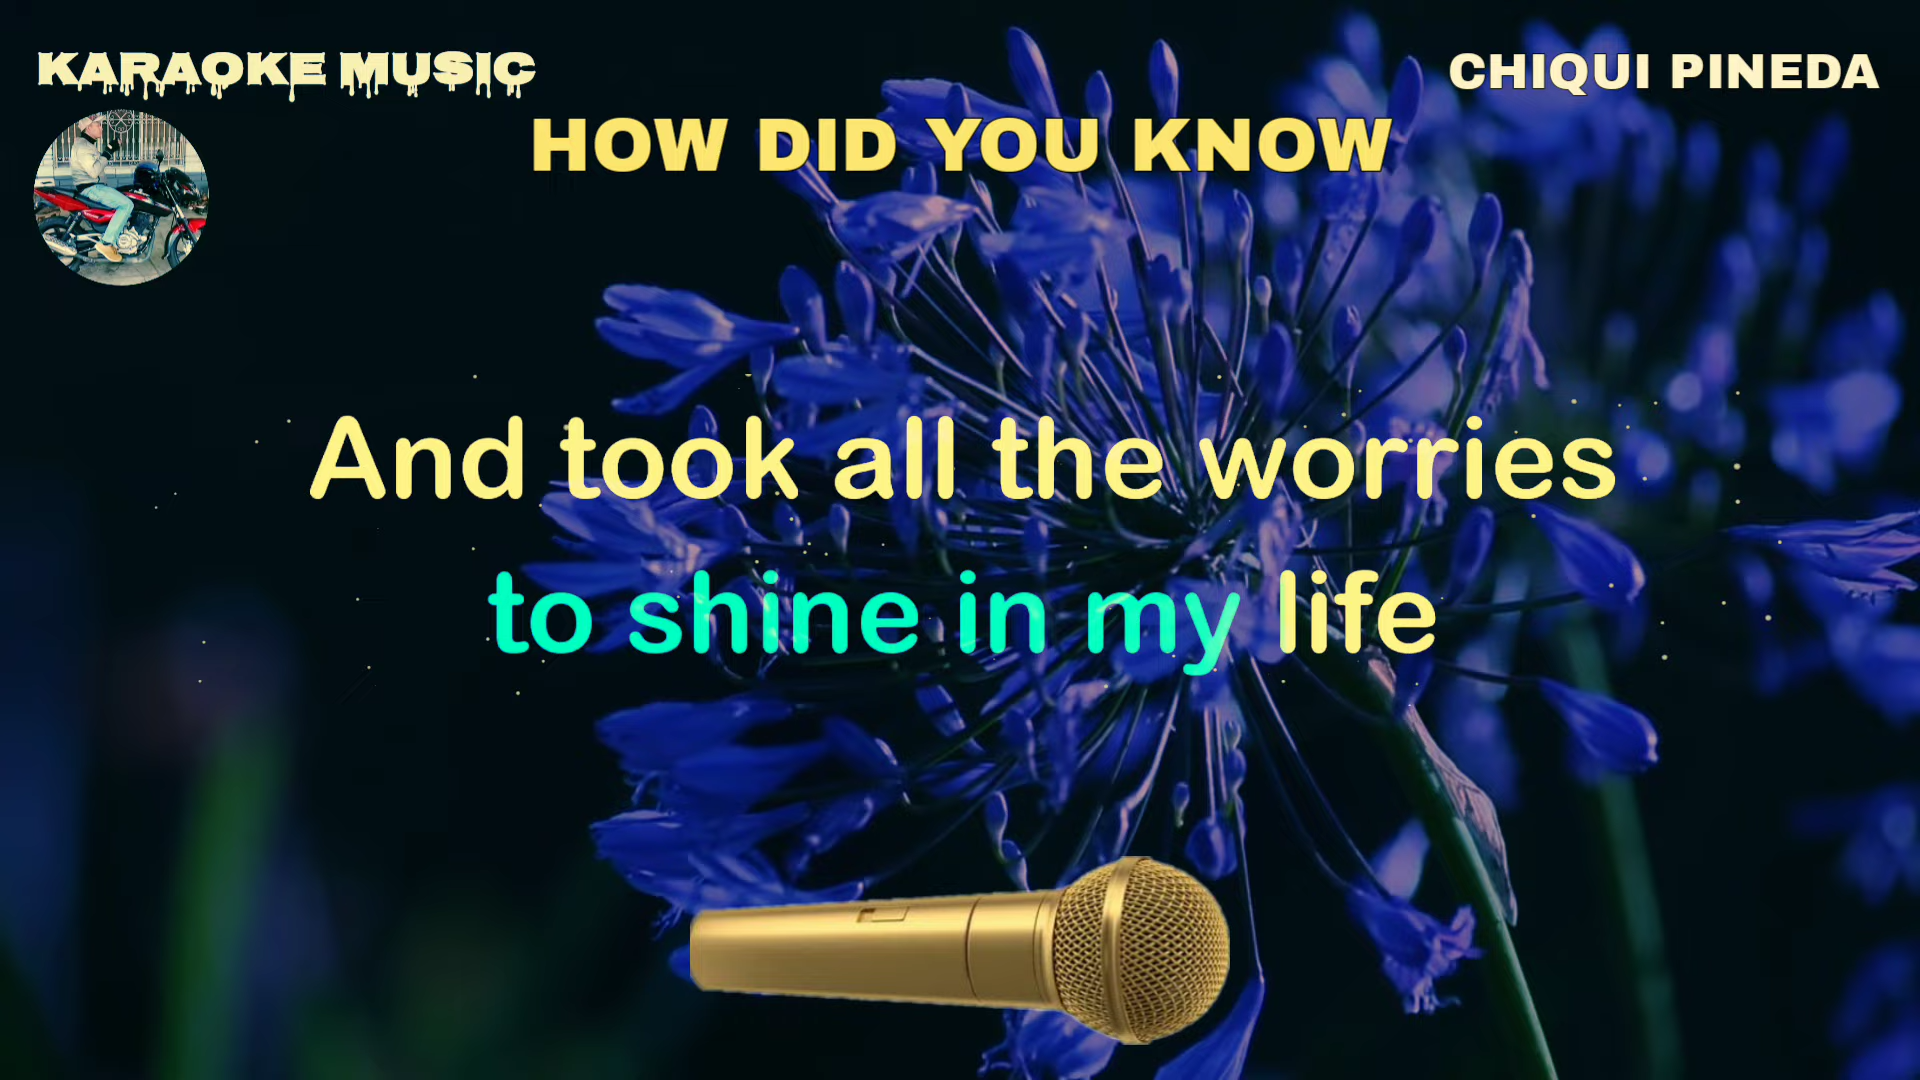 KARAOKE MUSIC
CHIQUI PINEDA
HOW DID YOU KNOW
And took all the worries
to shine in my life